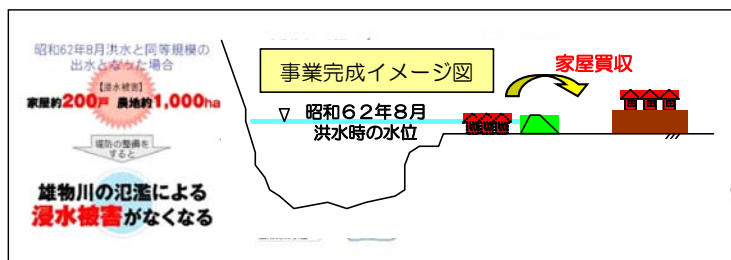 昭和62年8月洪水と同等規模の
出水となった場合
【浸水被害】
家屋約200戸 農地約1,000ha
堤防の整備を
すると
雄物川の氾濫による
浸水被害がなくなる
事業完成イメージ図
家屋買収
昭和62年8月
洪水時の水位